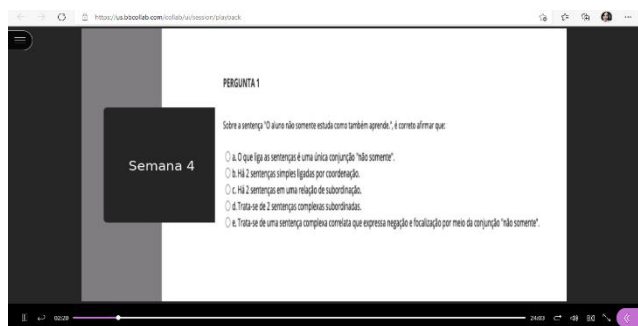 https://us.bbcollab.com/collab/ui/session/playback
PERGUNTA 1
Sobre a sentença "O aluno não somente estuda como também aprende.", é correto afirmar que:
Semana 4
a. O que liga as sentenças é uma única conjunção "não somente".
b. Há 2 sentenças simples ligadas por coordenação.
c. Há 2 sentenças em uma relação de subordinação.
d. Trata-se de 2 sentenças complexas subordinadas.
e. Trata-se de uma sentença complexa correlata que expressa negação e focalização por meio da conjunção "não somente".
02:28
24:03